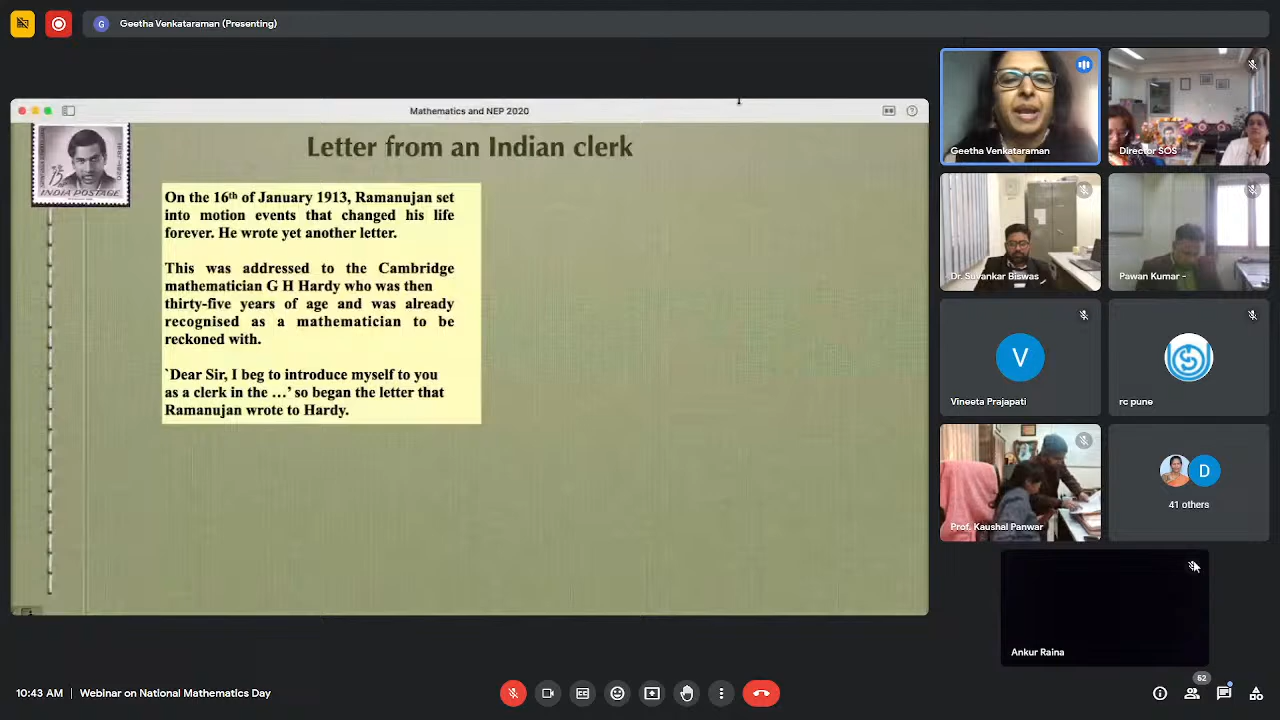 G
Geetha Venkataraman (Presenting)
Mathematics and NEP 2020
INDIA POSTAGE
Letter from an Indian clerk
On the 16th of January 1913, Ramanujan set
into motion events that changed his life
forever. He wrote yet another letter.
This was addressed to the Cambridge
mathematician G H Hardy who was then
thirty-five years of age and was already
recognised as a mathematician to be
reckoned with.
`Dear Sir, I beg to introduce myself to you
as a clerk in the …’ so began the letter that
Ramanujan wrote to Hardy.
Geetha Venkataraman
Director SOS
Dr. Suvankar Biswas
Pawan Kumar -
V
Vineeta Prajapati
rc pune
Prof. Kaushal Panwar
D
41 others
Ankur Raina
10:43 AM | Webinar on National Mathematics Day
52